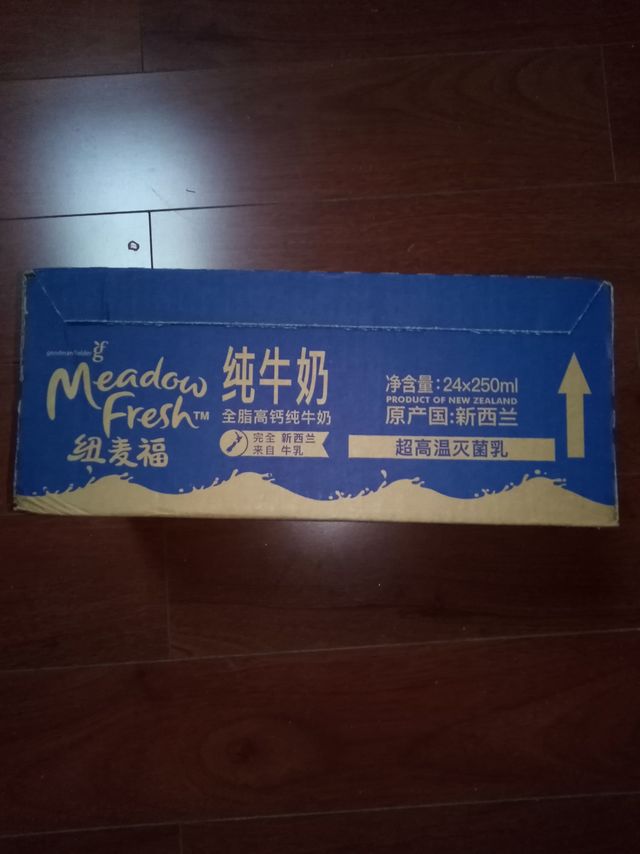 goodman fielder
gf
Meadow
Fresh™
纽麦福
纯牛奶
全脂高钙纯牛奶
完全 新西兰
来自 牛乳
净含量：24x250ml
PRODUCT OF NEW ZEALAND
原产国：新西兰
超高温灭菌乳